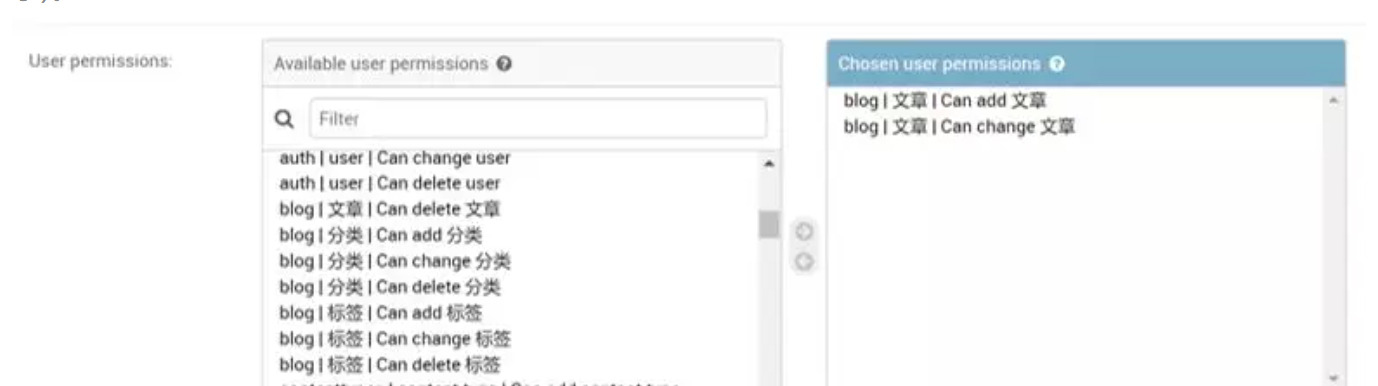 User permissions:
Available user permissions
Filter
auth | user | Can change user
auth | user | Can delete user
blog | 文章 | Can delete 文章
blog | 分类 | Can add 分类
blog | 分类 | Can change 分类
blog | 分类 | Can delete 分类
blog | 标签 | Can add 标签
blog | 标签 | Can change 标签
blog | 标签 | Can delete 标签
Chosen user permissions
blog | 文章 | Can add 文章
blog | 文章 | Can change 文章